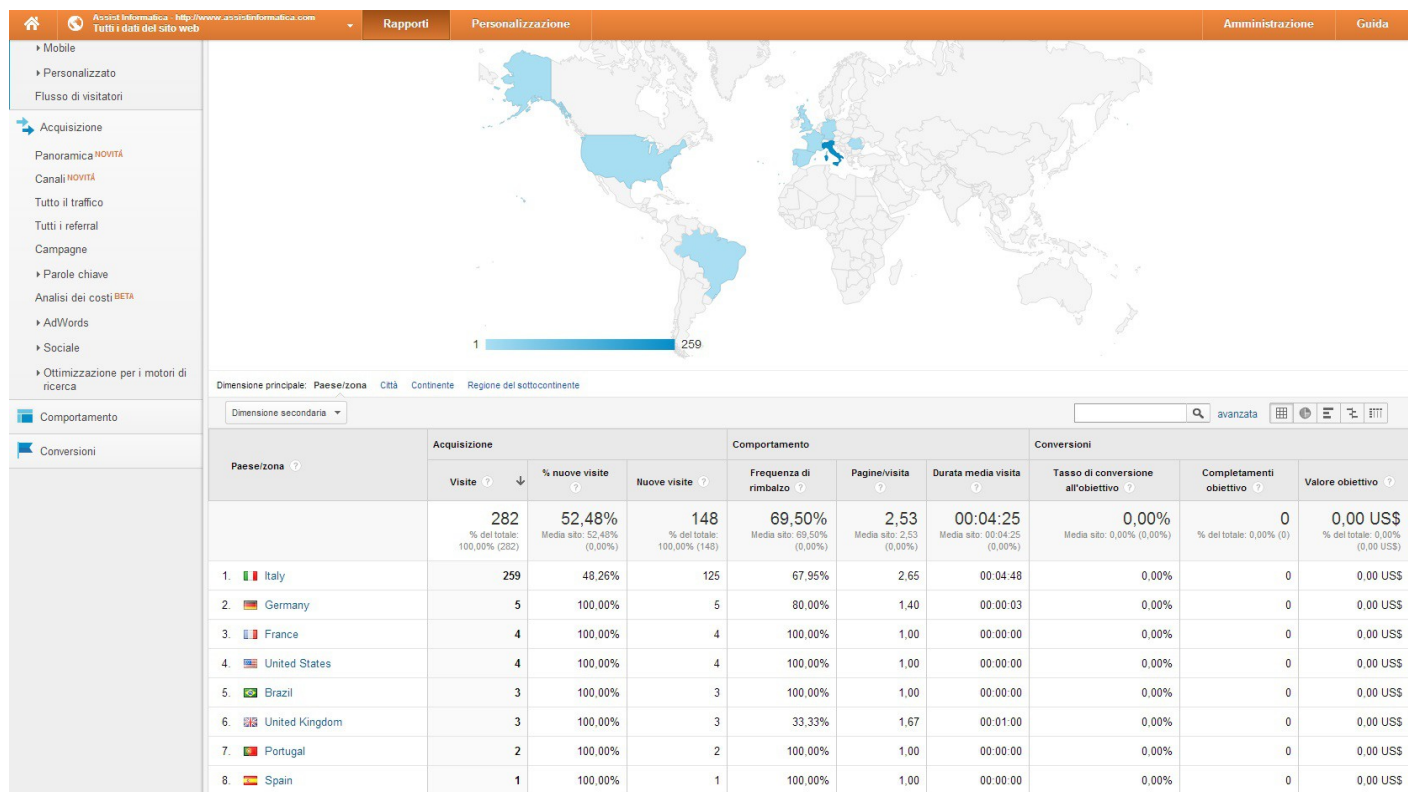 Assist Informatica - http://www.assistinformatica.com
Tutti i dati del sito web
Rapporti
Personalizzazione
Amministrazione
Guida
Mobile
Personalizzato
Flusso di visitatori
Acquisizione
Panoramica NOVITÁ
Canali NOVITÁ
Tutto il traffico
Tutti i referral
Campagne
Parole chiave
Analisi dei costi BETA
AdWords
Sociale
Ottimizzazione per i motori di
ricerca
Comportamento
Conversioni
1 259
Dimensione principale: Paese/zona Città Continente Regione del sottocontinente
Dimensione secondaria
avanzata
Paese/zona ?
Acquisizione Comportamento Conversioni
Visite ? % nuove visite ? Nuove visite ? Frequenza di rimbalzo ? Pagine/visita ? Durata media visita ? Tasso di conversione all'obiettivo ? Completamenti obiettivo ? Valore obiettivo ?
282 52,48% 148 69,50% 2,53 00:04:25 0,00% 0 0,00 US$
% del totale: Media sito: 52,48% % del totale: Media sito: 69,50% Media sito: 2,53 Media sito: 00:04:25 Media sito: 0,00% (0,00%) % del totale: 0,00% (0) % del totale: 0,00%
100,00% (282) (0,00%) 100,00% (148) (0,00%) (0,00%) (0,00%) (0,00 US$)
1. Italy 259 48,26% 125 67,95% 2,65 00:04:48 0,00% 0 0,00 US$
2. Germany 5 100,00% 5 80,00% 1,40 00:00:03 0,00% 0 0,00 US$
3. France 4 100,00% 4 100,00% 1,00 00:00:00 0,00% 0 0,00 US$
4. United States 4 100,00% 4 100,00% 1,00 00:00:00 0,00% 0 0,00 US$
5. Brazil 3 100,00% 3 100,00% 1,00 00:00:00 0,00% 0 0,00 US$
6. United Kingdom 3 100,00% 3 33,33% 1,67 00:01:00 0,00% 0 0,00 US$
7. Portugal 2 100,00% 2 100,00% 1,00 00:00:00 0,00% 0 0,00 US$
8. Spain 1 100,00% 1 100,00% 1,00 00:00:00 0,00% 0 0,00 US$